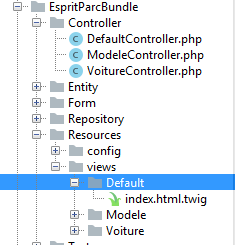 EspritParcBundle
Controller
DefaultController.php
ModeleController.php
VoitureController.php
Entity
Form
Repository
Resources
config
views
Default
index.html.twig
Modele
Voiture